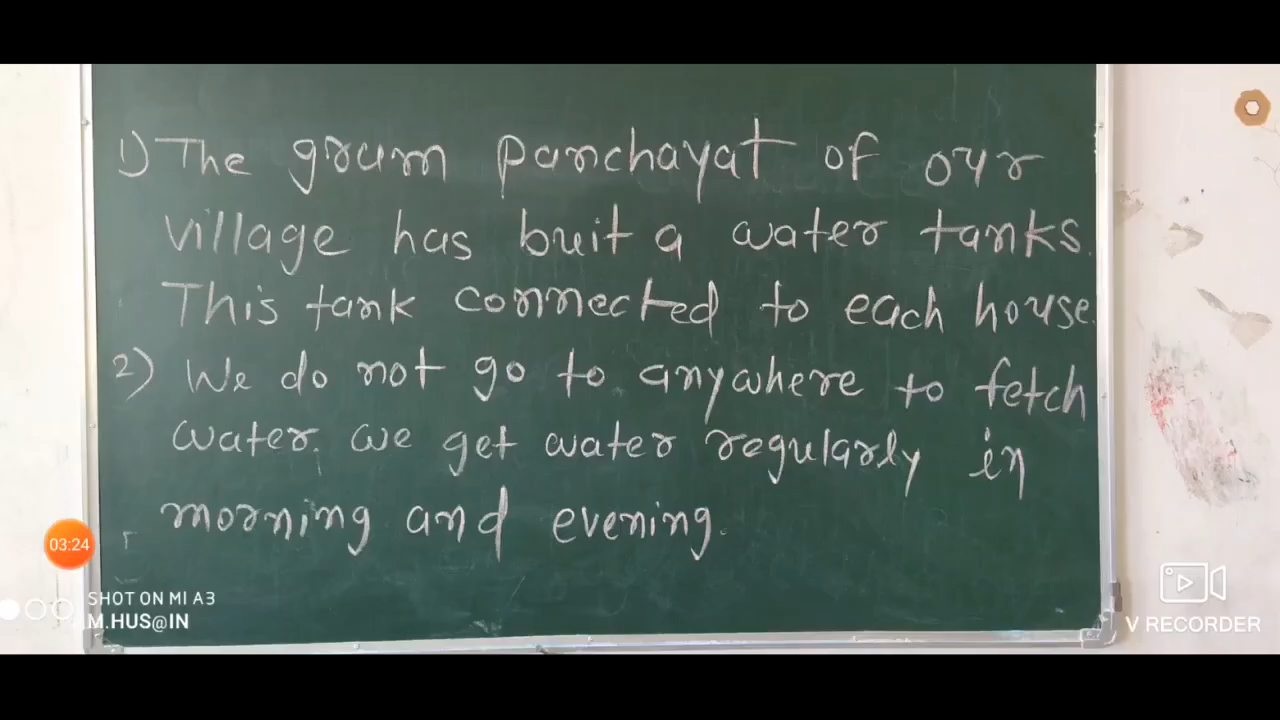 1) The gram panchayat of our
village has buit a water tanks.
This tank connected to each house.
2) We do not go to anywhere to fetch
water. we get water regularly in
morning and evening.
03:24
SHOT ON MI A3
M.HUS@IN
V RECORDER